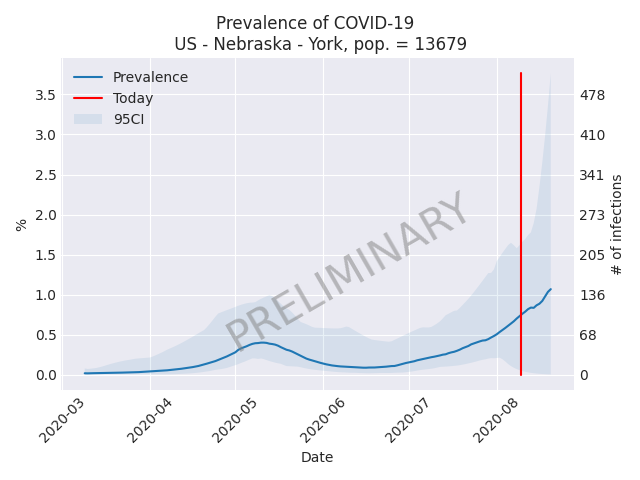 Prevalence of COVID-19
US - Nebraska - York, pop. = 13679
Prevalence
Today
95CI
3.5
3.0
2.5
2.0
1.5
1.0
0.5
0.0
%
478
410
341
273
205
136
68
0
# of infections
PRELIMINARY
2020-03
2020-04
2020-05
2020-06
2020-07
2020-08
Date